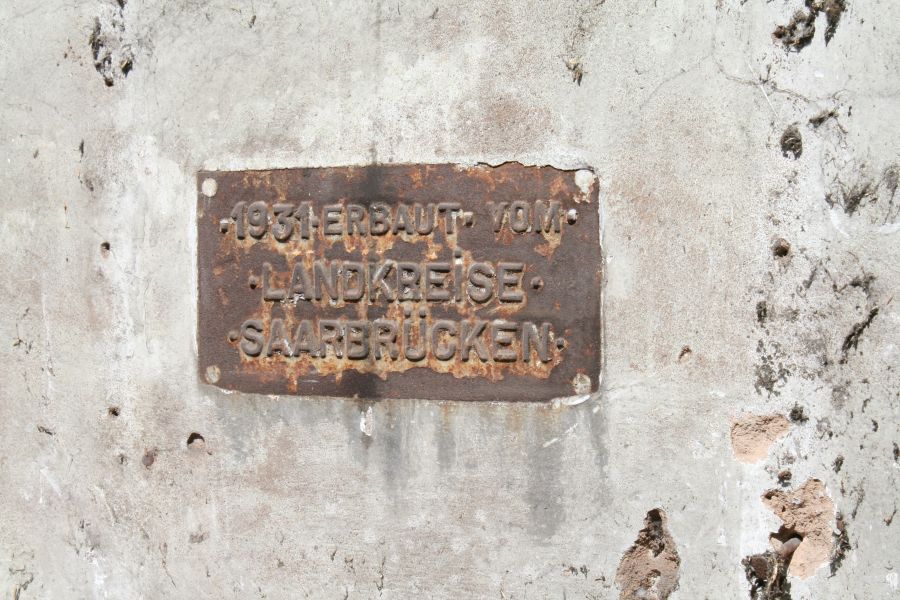 ·1931·ERBAUT· VOM·
·LANDKREiSE·
·SAARBRÜCKEN·